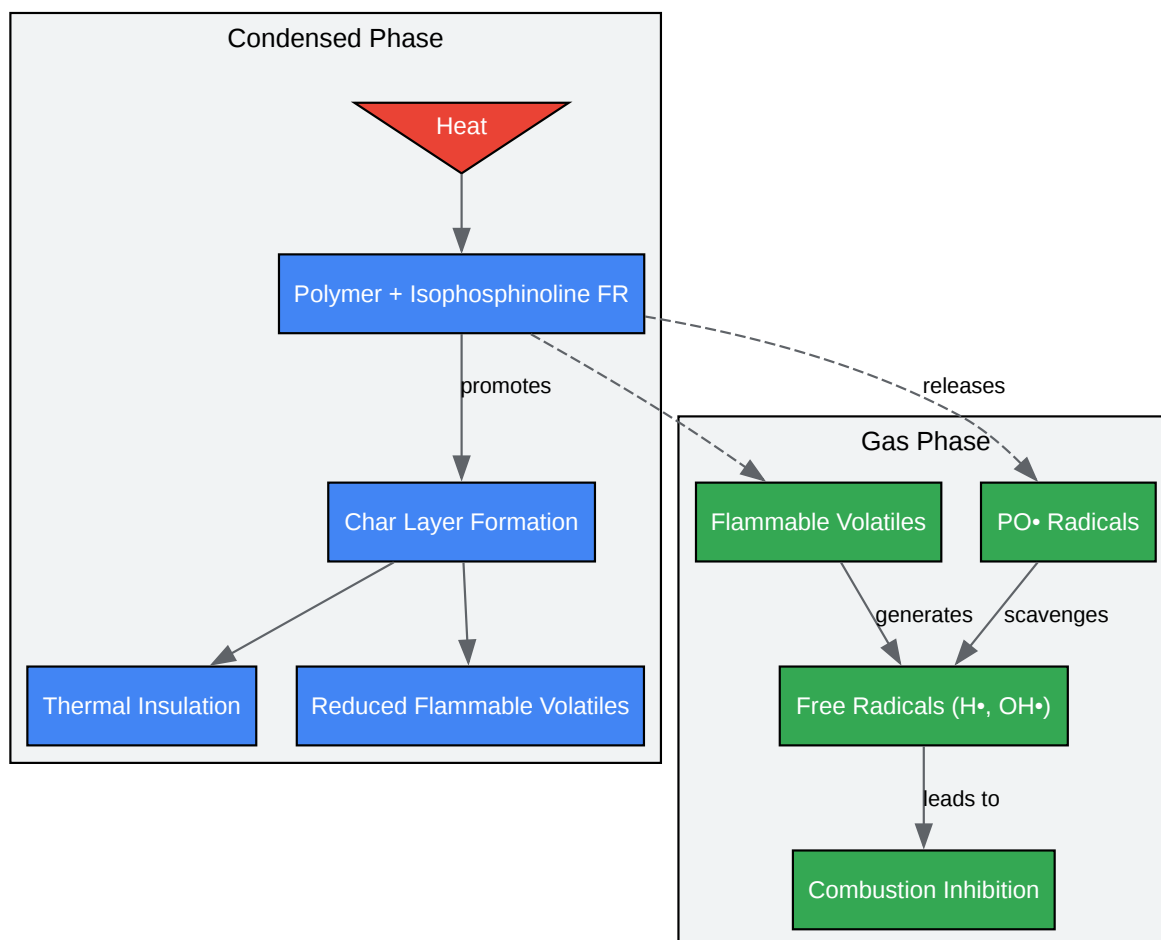 Condensed Phase
Heat
Polymer + Isophosphinoline FR
promotes
releases
Gas Phase
Char Layer Formation
Flammable Volatiles
PO• Radicals
generates
scavenges
Thermal Insulation
Reduced Flammable Volatiles
Free Radicals (H•, OH•)
leads to
Combustion Inhibition